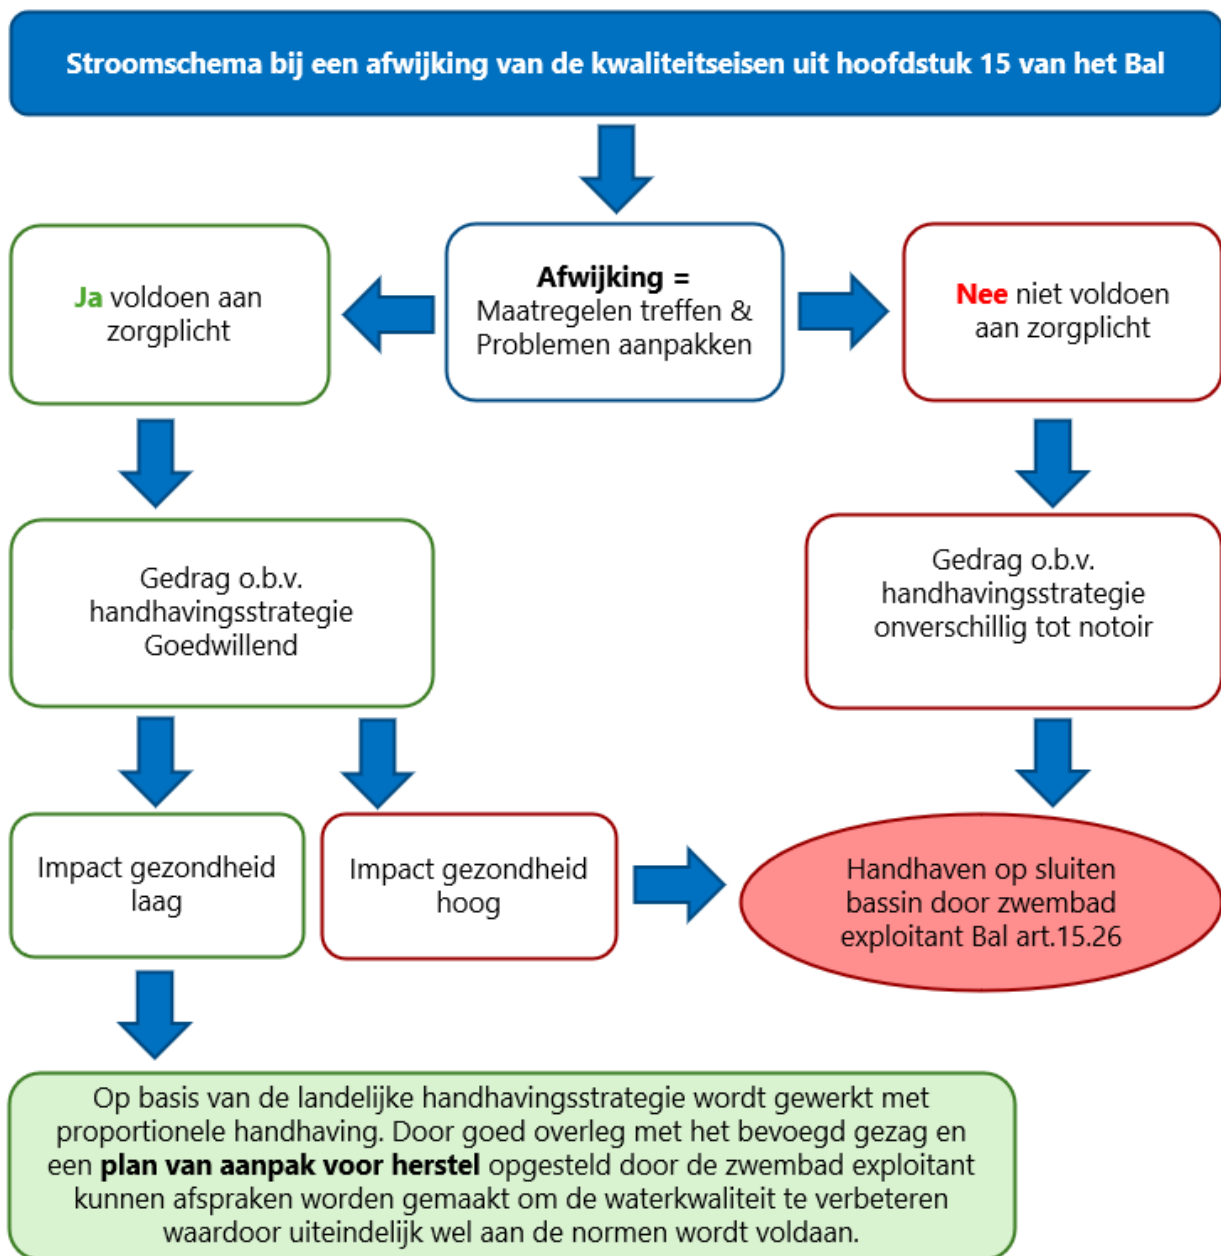 Stroomschema bij een afwijking van de kwaliteitseisen uit hoofdstuk 15 van het Bal
Ja voldoen aan
zorgplicht
Afwijking =
Maatregelen treffen &
Problemen aanpakken
Nee niet voldoen
aan zorgplicht
Gedrag o.b.v.
handhavingsstrategie
Goedwillend
Gedrag o.b.v.
handhavingsstrategie
onverschillig tot notoir
Impact gezondheid
laag
Impact gezondheid
hoog
Handhaven op sluiten
bassin door zwembad
exploitant Bal art.15.26
Op basis van de landelijke handhavingsstrategie wordt gewerkt met
proportionele handhaving. Door goed overleg met het bevoegd gezag en
een plan van aanpak voor herstel opgesteld door de zwembad exploitant
kunnen afspraken worden gemaakt om de waterkwaliteit te verbeteren
waardoor uiteindelijk wel aan de normen wordt voldaan.